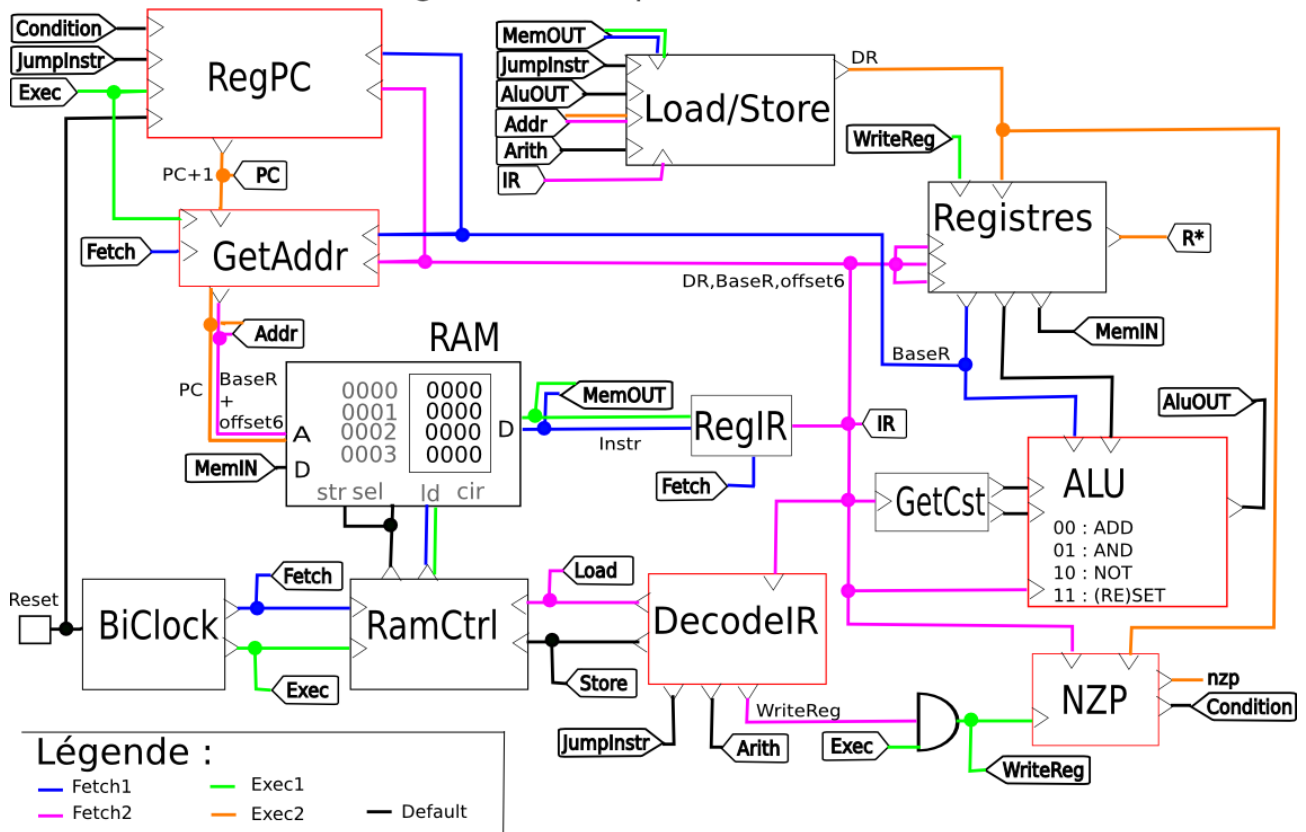 Condition
JumpInstr
Exec
RegPC
PC+1
PC
Fetch
GetAddr
Addr
PC
BaseR
+
offset6
MemOUT
JumpInstr
AluOUT
Addr
Arith
IR
Load/Store
DR
WriteReg
Registres
R*
DR,BaseR,offset6
MemIN
BaseR
RAM
0000 0000
0001 0000
0002 0000
0003 0000
A
D
D
MemIN
str sel ld cir
MemOUT
Instr
RegIR
Fetch
IR
AluOUT
GetCst
ALU
00 : ADD
01 : AND
10 : NOT
11 : (RE)SET
Reset
BiClock
Fetch
Exec
RamCtrl
Load
Store
DecodeIR
JumpInstr
Arith
WriteReg
Exec
WriteReg
NZP
nzp
Condition
Légende :
Fetch1
Exec1
Fetch2
Exec2
Default